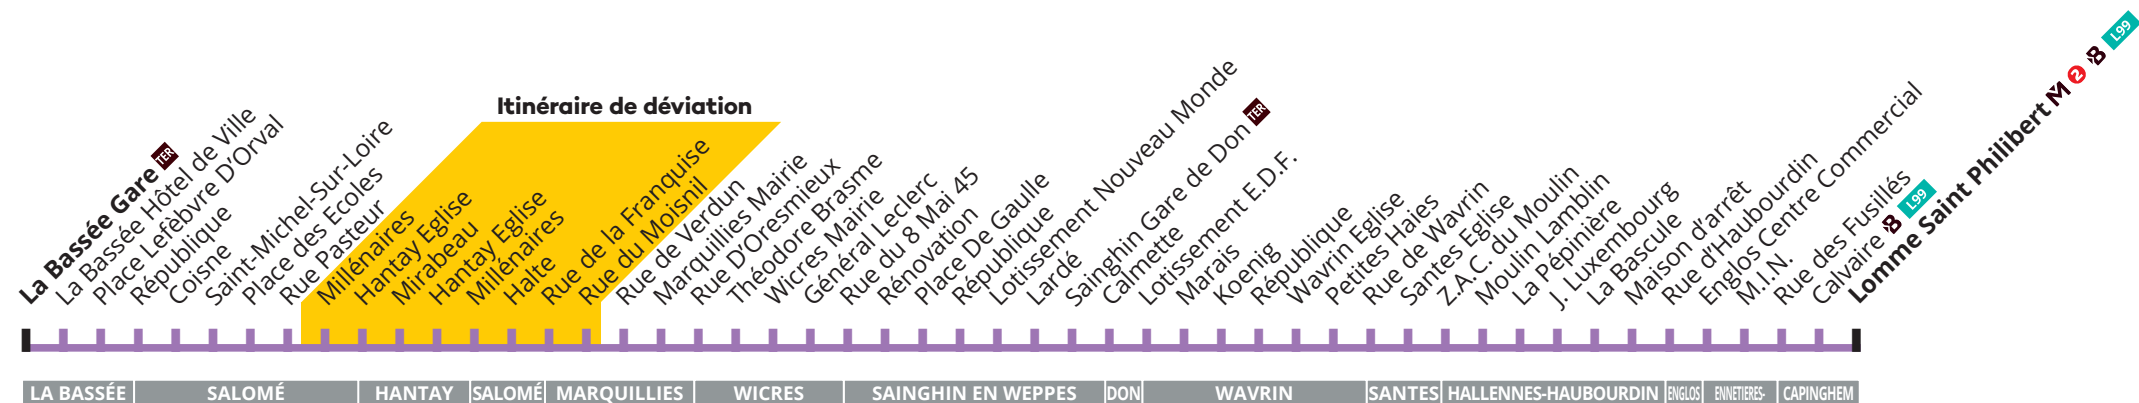 Itinéraire de déviation
La Bassée Gare TER
La Bassée Hôtel de Ville
Place Lefebvre D'Orval
République
Coisne
Saint-Michel-Sur-Loire
Place des Ecoles
Rue Pasteur
Millénaires
Hantay Eglise
Mirabeau
Hantay Eglise
Millénaires
Halte
Rue de la Franquise
Rue du Moisnil
Rue de Verdun
Marquillies Mairie
Rue D'Oresmieux
Théodore Brasme
Wicres Mairie
Général Leclerc
Rue du 8 Mai 45
Rénovation
Place De Gaulle
République
Lotissement Nouveau Monde
Lardé
Sainghin Gare de Don TER
Calmette
Lotissement E.D.F.
Marais
Koenig
République
Wavrin Eglise
Petites Haies
Rue de Wavrin
Santes Eglise
Z.A.C. du Moulin
Moulin Lamblin
La Pépinière
J. Luxembourg
La Bascule
Maison d'arrêt
Rue d'Haubourdin
Englos Centre Commercial
M.I.N.
Rue des Fusillés
Calvaire B L99
Lomme Saint Philibert M 2 B L99
LA BASSÉE
SALOMÉ
HANTAY
SALOMÉ
MARQUILLIES
WICRES
SAINGHIN EN WEPPES
DON
WAVRIN
SANTES
HALLENNES-HAUBOURDIN
ENGLOS
ENNETIERES-
CAPINGHEM